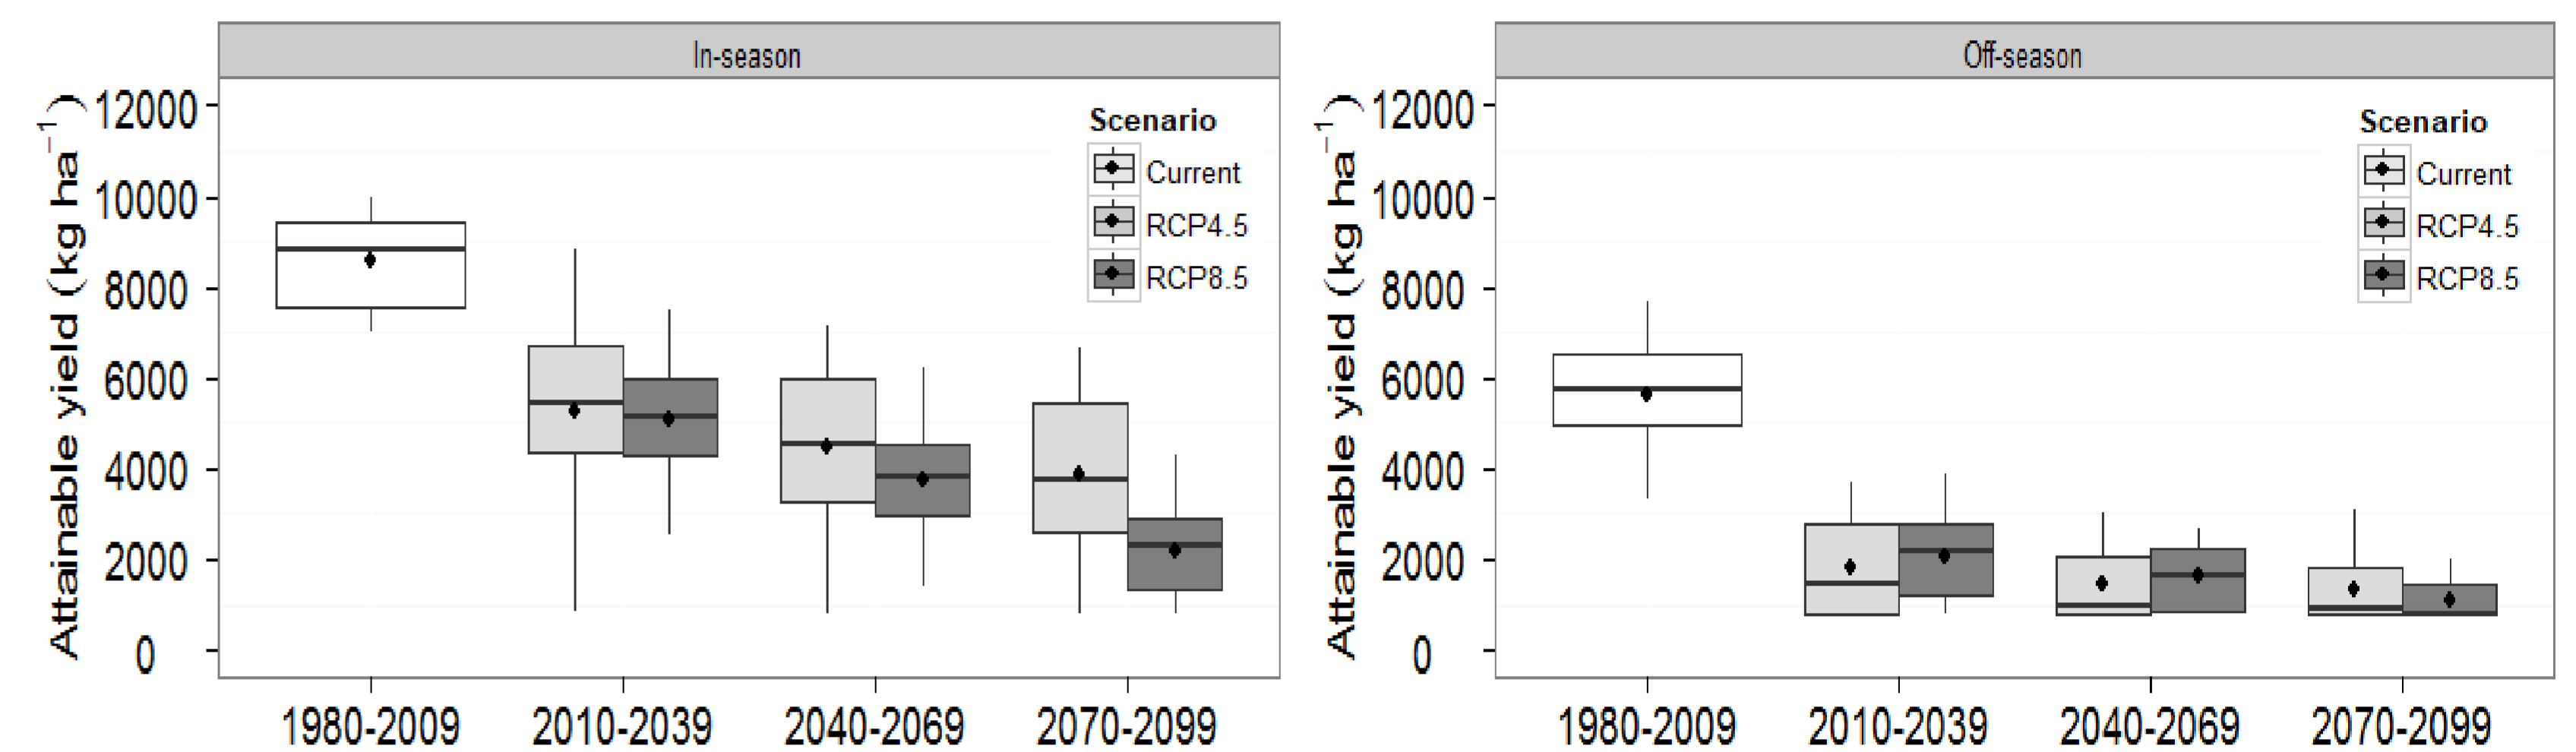 In-season
Attainable yield (kg ha⁻¹)
12000
10000
8000
6000
4000
2000
0
Scenario
Current
RCP4.5
RCP8.5
1980-2009 2010-2039 2040-2069 2070-2099
Off-season
Attainable yield (kg ha⁻¹)
12000
10000
8000
6000
4000
2000
0
Scenario
Current
RCP4.5
RCP8.5
1980-2009 2010-2039 2040-2069 2070-2099